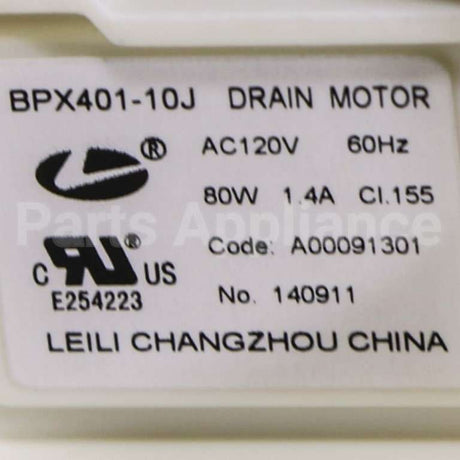 BPX401-10J DRAIN MOTOR
® AC120V 60Hz
80W 1.4A Cl.155
Parts Appliance
C UR ® US Code: A00091301
E254223 No. 140911
LEILI CHANGZHOU CHINA